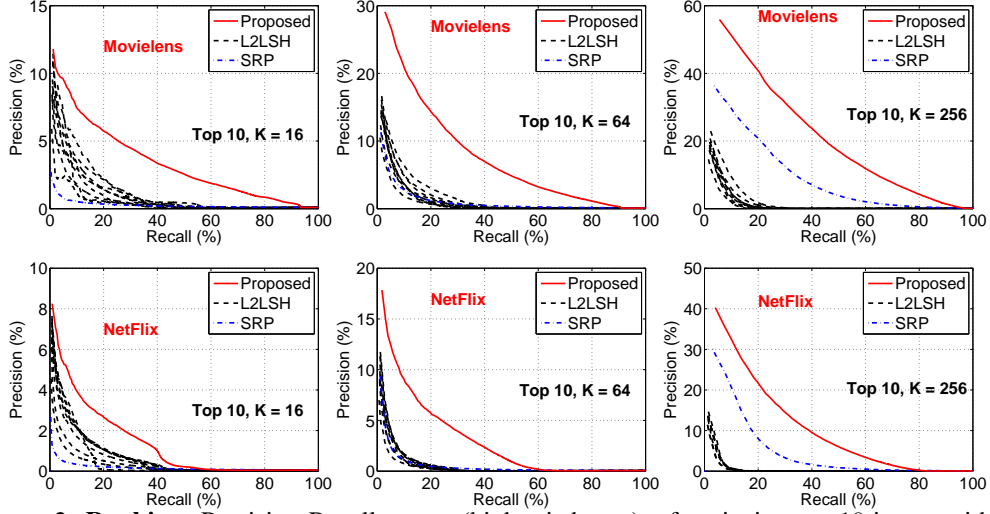 15
10
5
0
0 20 40 60 80 100
Precision (%)
Recall (%)
Movielens
Top 10, K = 16
Proposed
L2LSH
SRP
30
20
10
0
0 20 40 60 80 100
Precision (%)
Recall (%)
Movielens
Top 10, K = 64
Proposed
L2LSH
SRP
60
40
20
0
0 20 40 60 80 100
Precision (%)
Recall (%)
Movielens
Top 10, K = 256
Proposed
L2LSH
SRP
10
8
6
4
2
0
0 20 40 60 80 100
Precision (%)
Recall (%)
NetFlix
Top 10, K = 16
Proposed
L2LSH
SRP
20
15
10
5
0
0 20 40 60 80 100
Precision (%)
Recall (%)
NetFlix
Top 10, K = 64
Proposed
L2LSH
SRP
50
40
30
20
10
0
0 20 40 60 80 100
Precision (%)
Recall (%)
NetFlix
Top 10, K = 256
Proposed
L2LSH
SRP